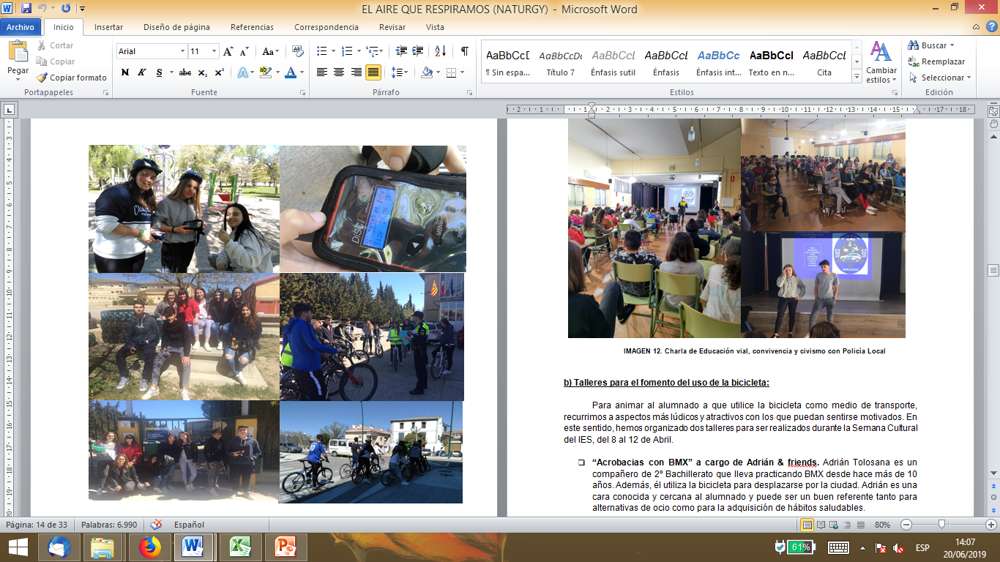 EL AIRE QUE RESPIRAMOS (NATURGY) - Microsoft Word
Archivo Inicio Insertar Diseño de página Referencias Correspondencia Revisar Vista
Pegar
Cortar
Copiar
Copiar formato
Portapapeles
Arial 11
N K S abc x₂ x²
Fuente
Párrafo
AaBbCcD AaBbCcDc AaBbCcL AaBbCcL AaBbCc AaBbCcl AaBbCcL
¶ Sin espa... Título 7 Énfasis sutil Énfasis Énfasis int... Texto en n... Cita
Estilos
Cambiar
estilos
Buscar
Reemplazar
Seleccionar
Edición
DISC
MENU
IMAGEN 12. Charla de Educación vial, convivencia y civismo con Policía Local
b) Talleres para el fomento del uso de la bicicleta:
Para animar al alumnado a que utilice la bicicleta como medio de transporte,
recurrimos a aspectos más lúdicos y atractivos con los que puedan sentirse motivados. En
este sentido, hemos organizado dos talleres para ser realizados durante la Semana Cultural
del IES, del 8 al 12 de Abril.
❑ “Acrobacias con BMX” a cargo de Adrián & friends. Adrián Tolosana es un
compañero de 2º Bachillerato que lleva practicando BMX desde hace más de 10
años. Además, él utiliza la bicicleta para desplazarse por la ciudad. Adrián es una
cara conocida y cercana al alumnado y puede ser un buen referente tanto para
alternativas de ocio como para la adquisición de hábitos saludables.
Página: 14 de 33 Palabras: 6.990 Español 80%
61% ESP 14:07
20/06/2019